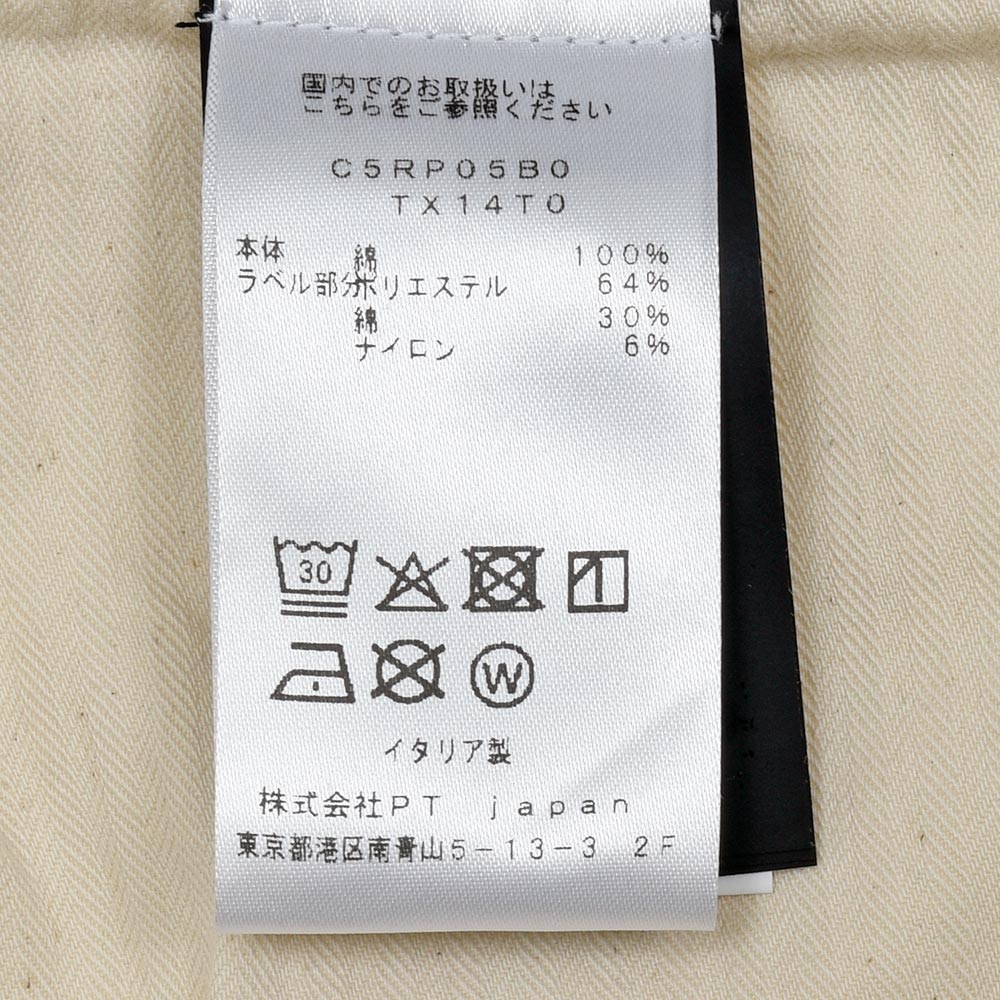 国内でのお取扱いは
こちらをご参照ください
C5RP05B0
TX14T0
本体 綿 100%
ラベル部分ポリエステル 64%
綿 30%
ナイロン 6%
30
W
イタリア製
株式会社PT japan
東京都港区南青山5-13-3 2F